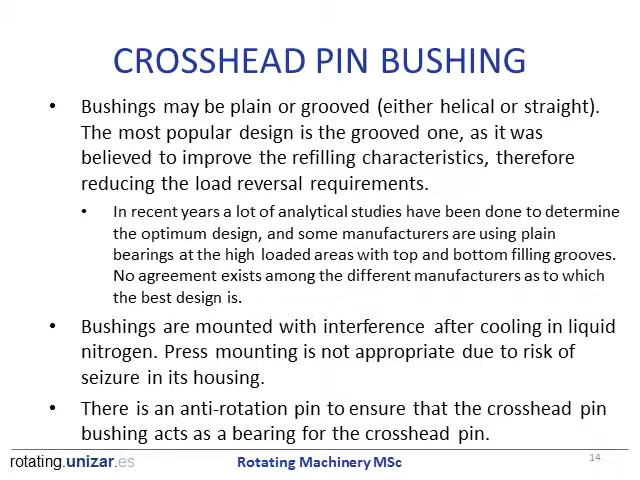 CROSSHEAD PIN BUSHING
• Bushings may be plain or grooved (either helical or straight).
The most popular design is the grooved one, as it was
believed to improve the refilling characteristics, therefore
reducing the load reversal requirements.
• In recent years a lot of analytical studies have been done to determine
the optimum design, and some manufacturers are using plain
bearings at the high loaded areas with top and bottom filling grooves.
No agreement exists among the different manufacturers as to which
the best design is.
• Bushings are mounted with interference after cooling in liquid
nitrogen. Press mounting is not appropriate due to risk of
seizure in its housing.
• There is an anti-rotation pin to ensure that the crosshead pin
bushing acts as a bearing for the crosshead pin.
rotating.unizar.es Rotating Machinery MSc 14